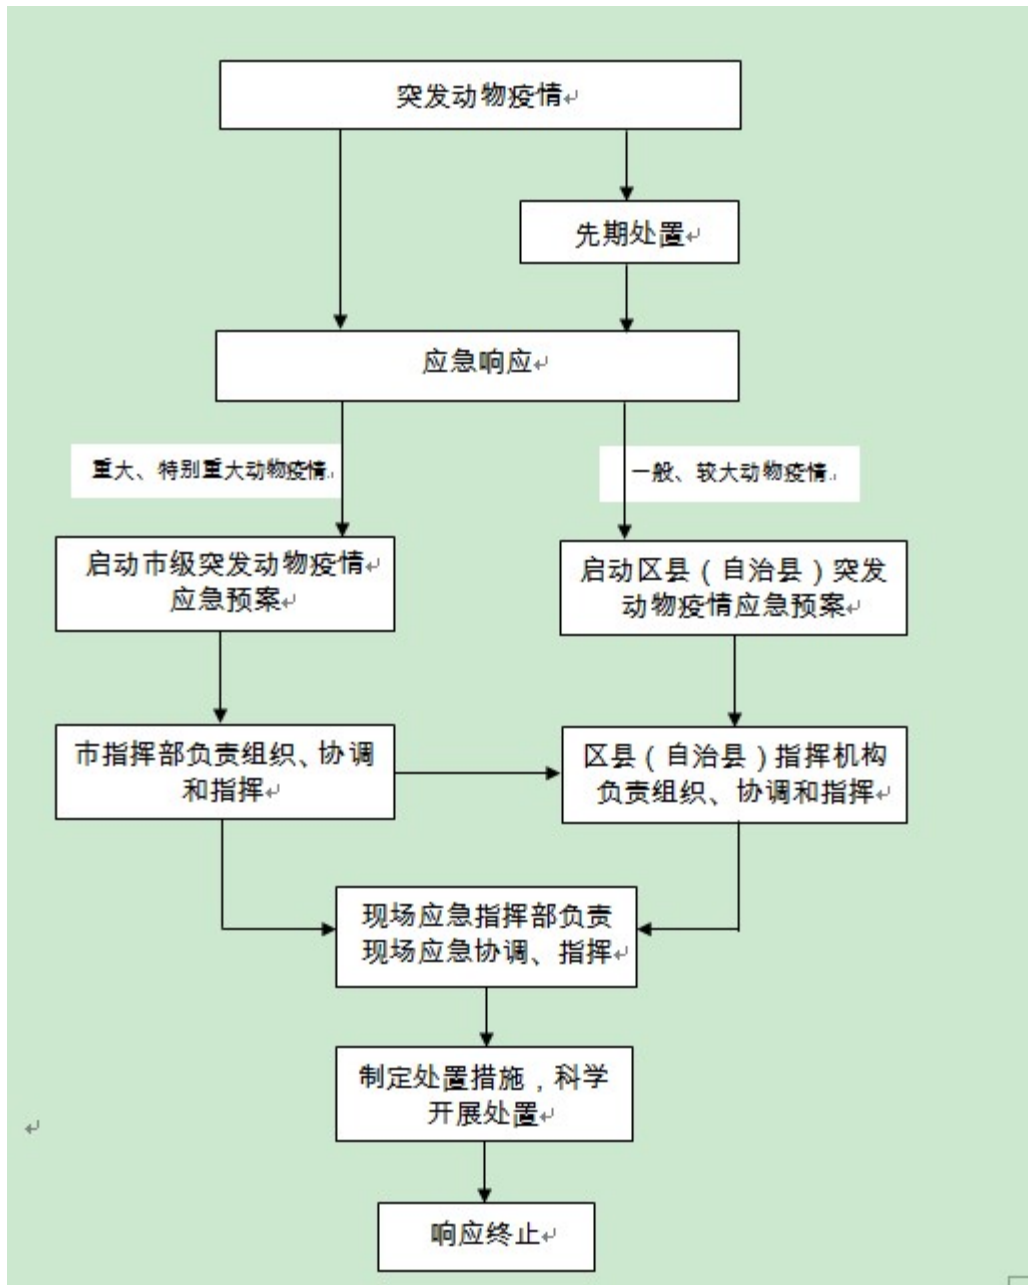 突发动物疫情
先期处置
应急响应
重大、特别重大动物疫情
一般、较大动物疫情
启动市级突发动物疫情
应急预案
启动区县（自治县）突发
动物疫情应急预案
市指挥部负责组织、协调
和指挥
区县（自治县）指挥机构
负责组织、协调和指挥
现场应急指挥部负责
现场应急协调、指挥
制定处置措施，科学
开展处置
响应终止